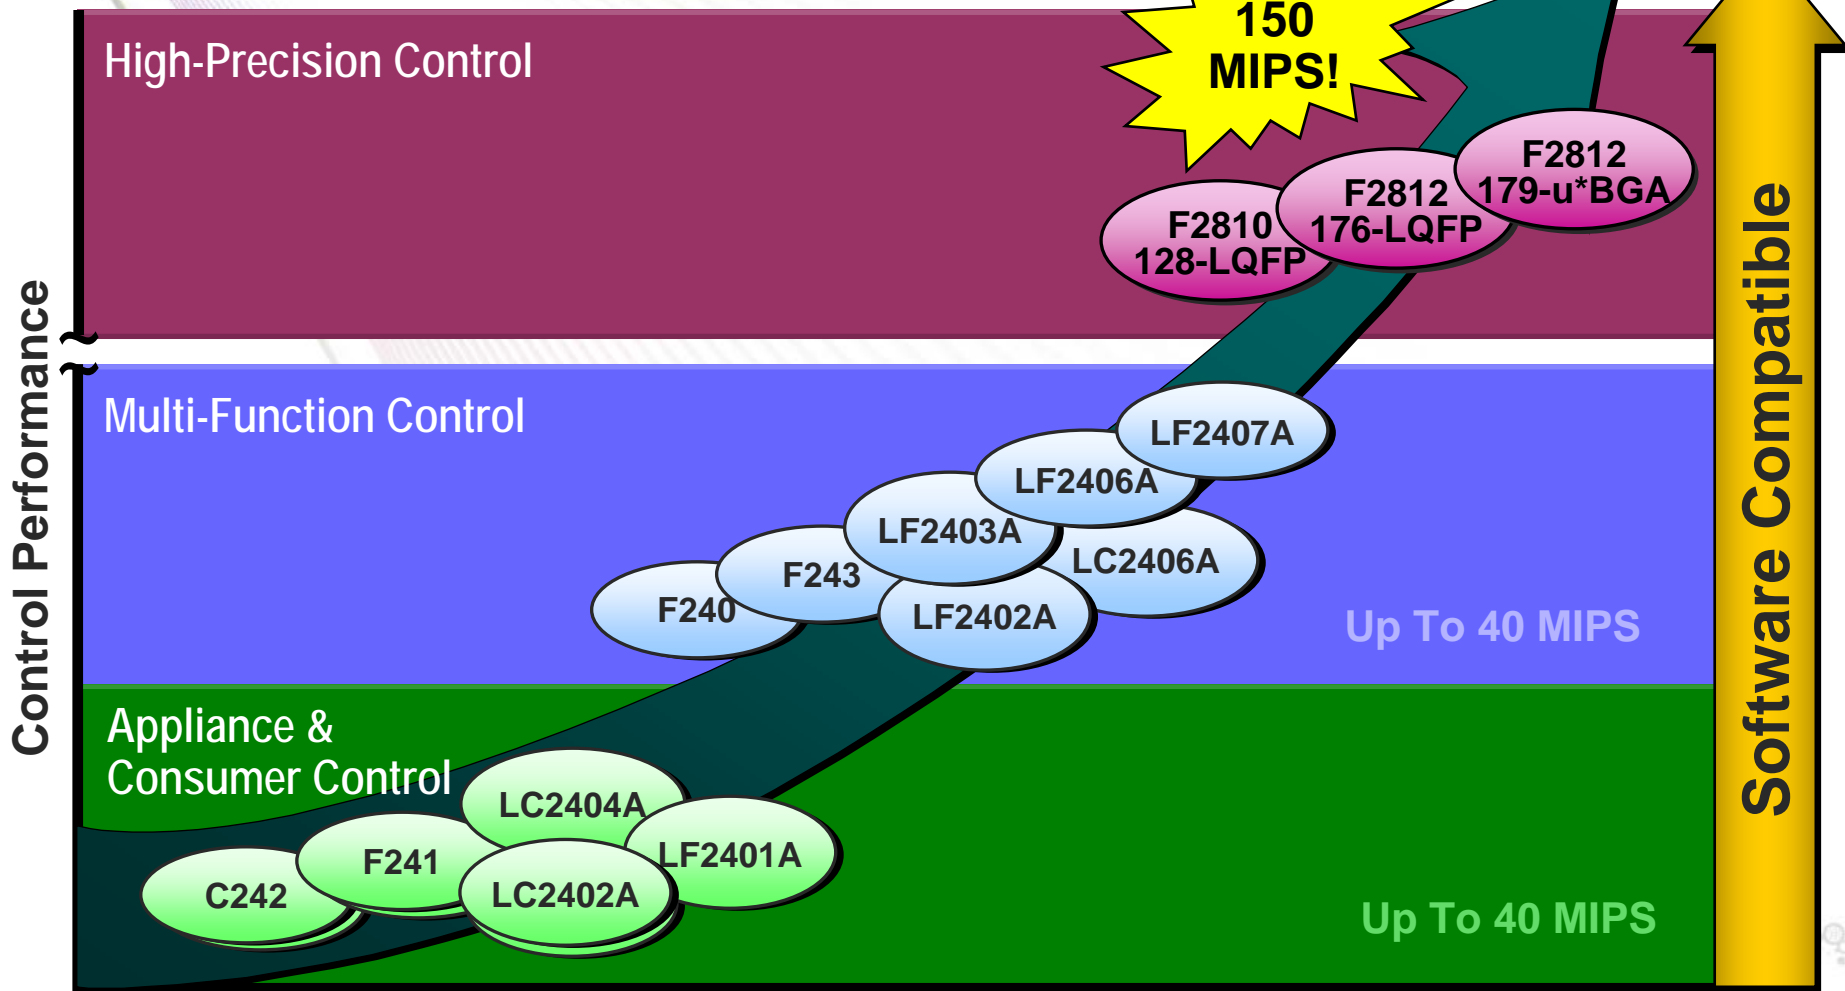 150
MIPS!
High-Precision Control
F2812
179-u*BGA
F2812
176-LQFP
F2810
128-LQFP
Control Performance
Software Compatible
Multi-Function Control
LF2407A
LF2406A
LF2403A
LC2406A
F243
F240
LF2402A
Up To 40 MIPS
Appliance &
Consumer Control
LC2404A
LF2401A
F241
C242
LC2402A
Up To 40 MIPS